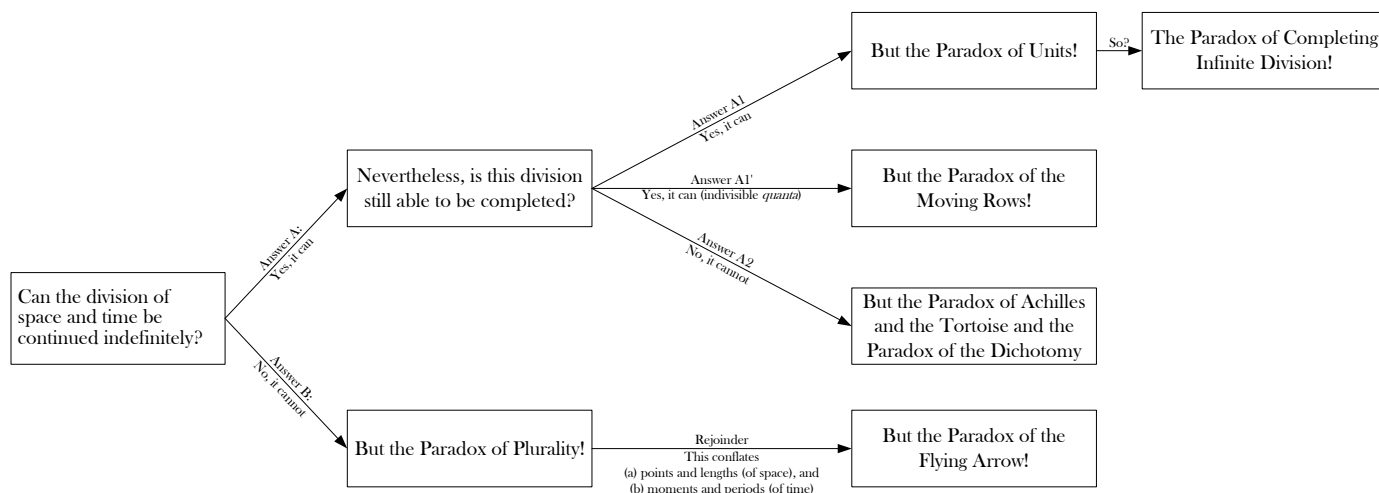 Can the division of
space and time be
continued indefinitely?
Answer A:
Yes, it can
Nevertheless, is this division
still able to be completed?
Answer A1
Yes, it can
But the Paradox of Units!
So?
The Paradox of Completing
Infinite Division!
Answer A1'
Yes, it can (indivisible quanta)
But the Paradox of the
Moving Rows!
Answer A2
No, it cannot
But the Paradox of Achilles
and the Tortoise and the
Paradox of the Dichotomy
Answer B:
No, it cannot
But the Paradox of Plurality!
Rejoinder
This conflates
(a) points and lengths (of space), and
(b) moments and periods (of time)
But the Paradox of the
Flying Arrow!